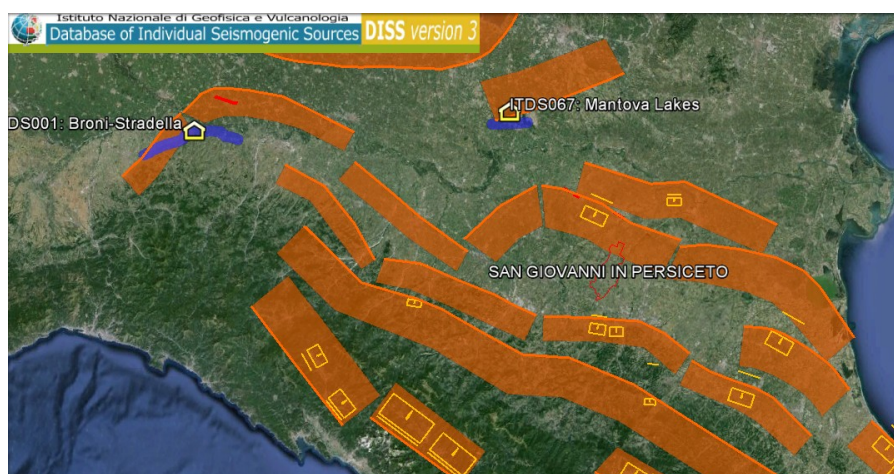 Istituto Nazionale di Geofisica e Vulcanologia
Database of Individual Seismogenic Sources DISS version 3
ITDS067: Mantova Lakes
DS001: Broni-Stradella
SAN GIOVANNI IN PERSICETO